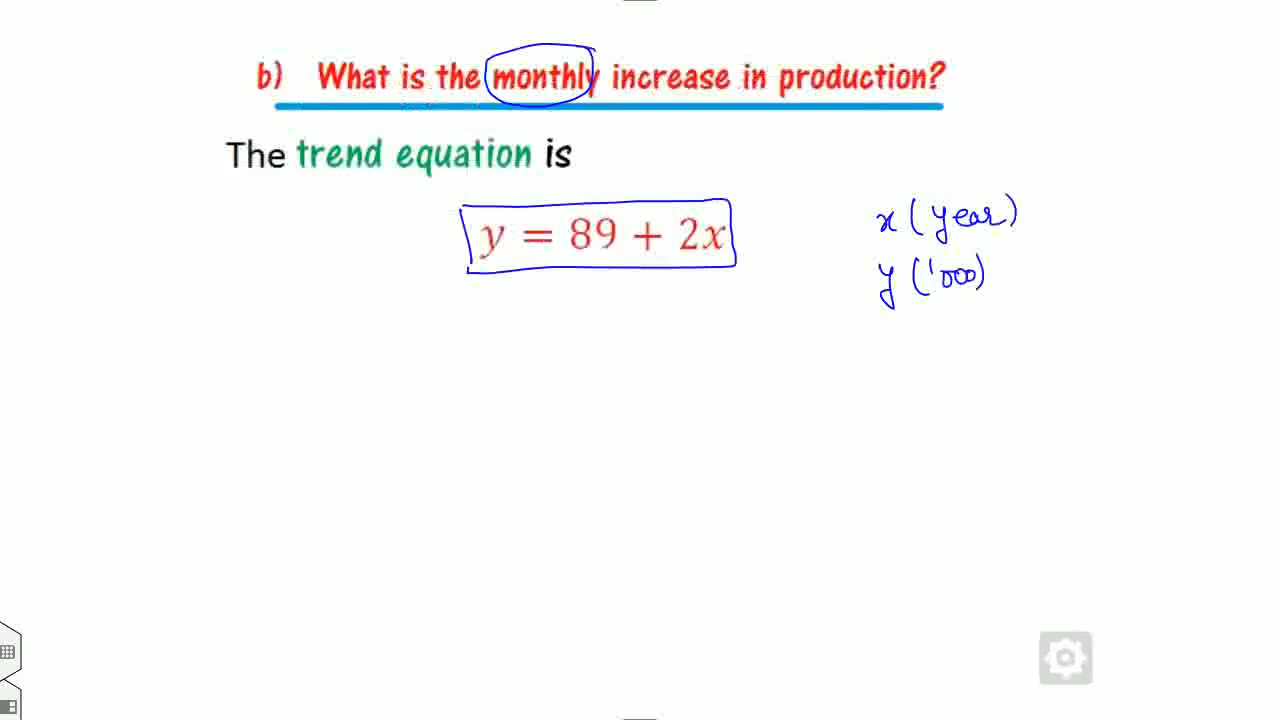 b) What is the monthly increase in production?
The trend equation is
y = 89 + 2x
x (year)
y ('000)